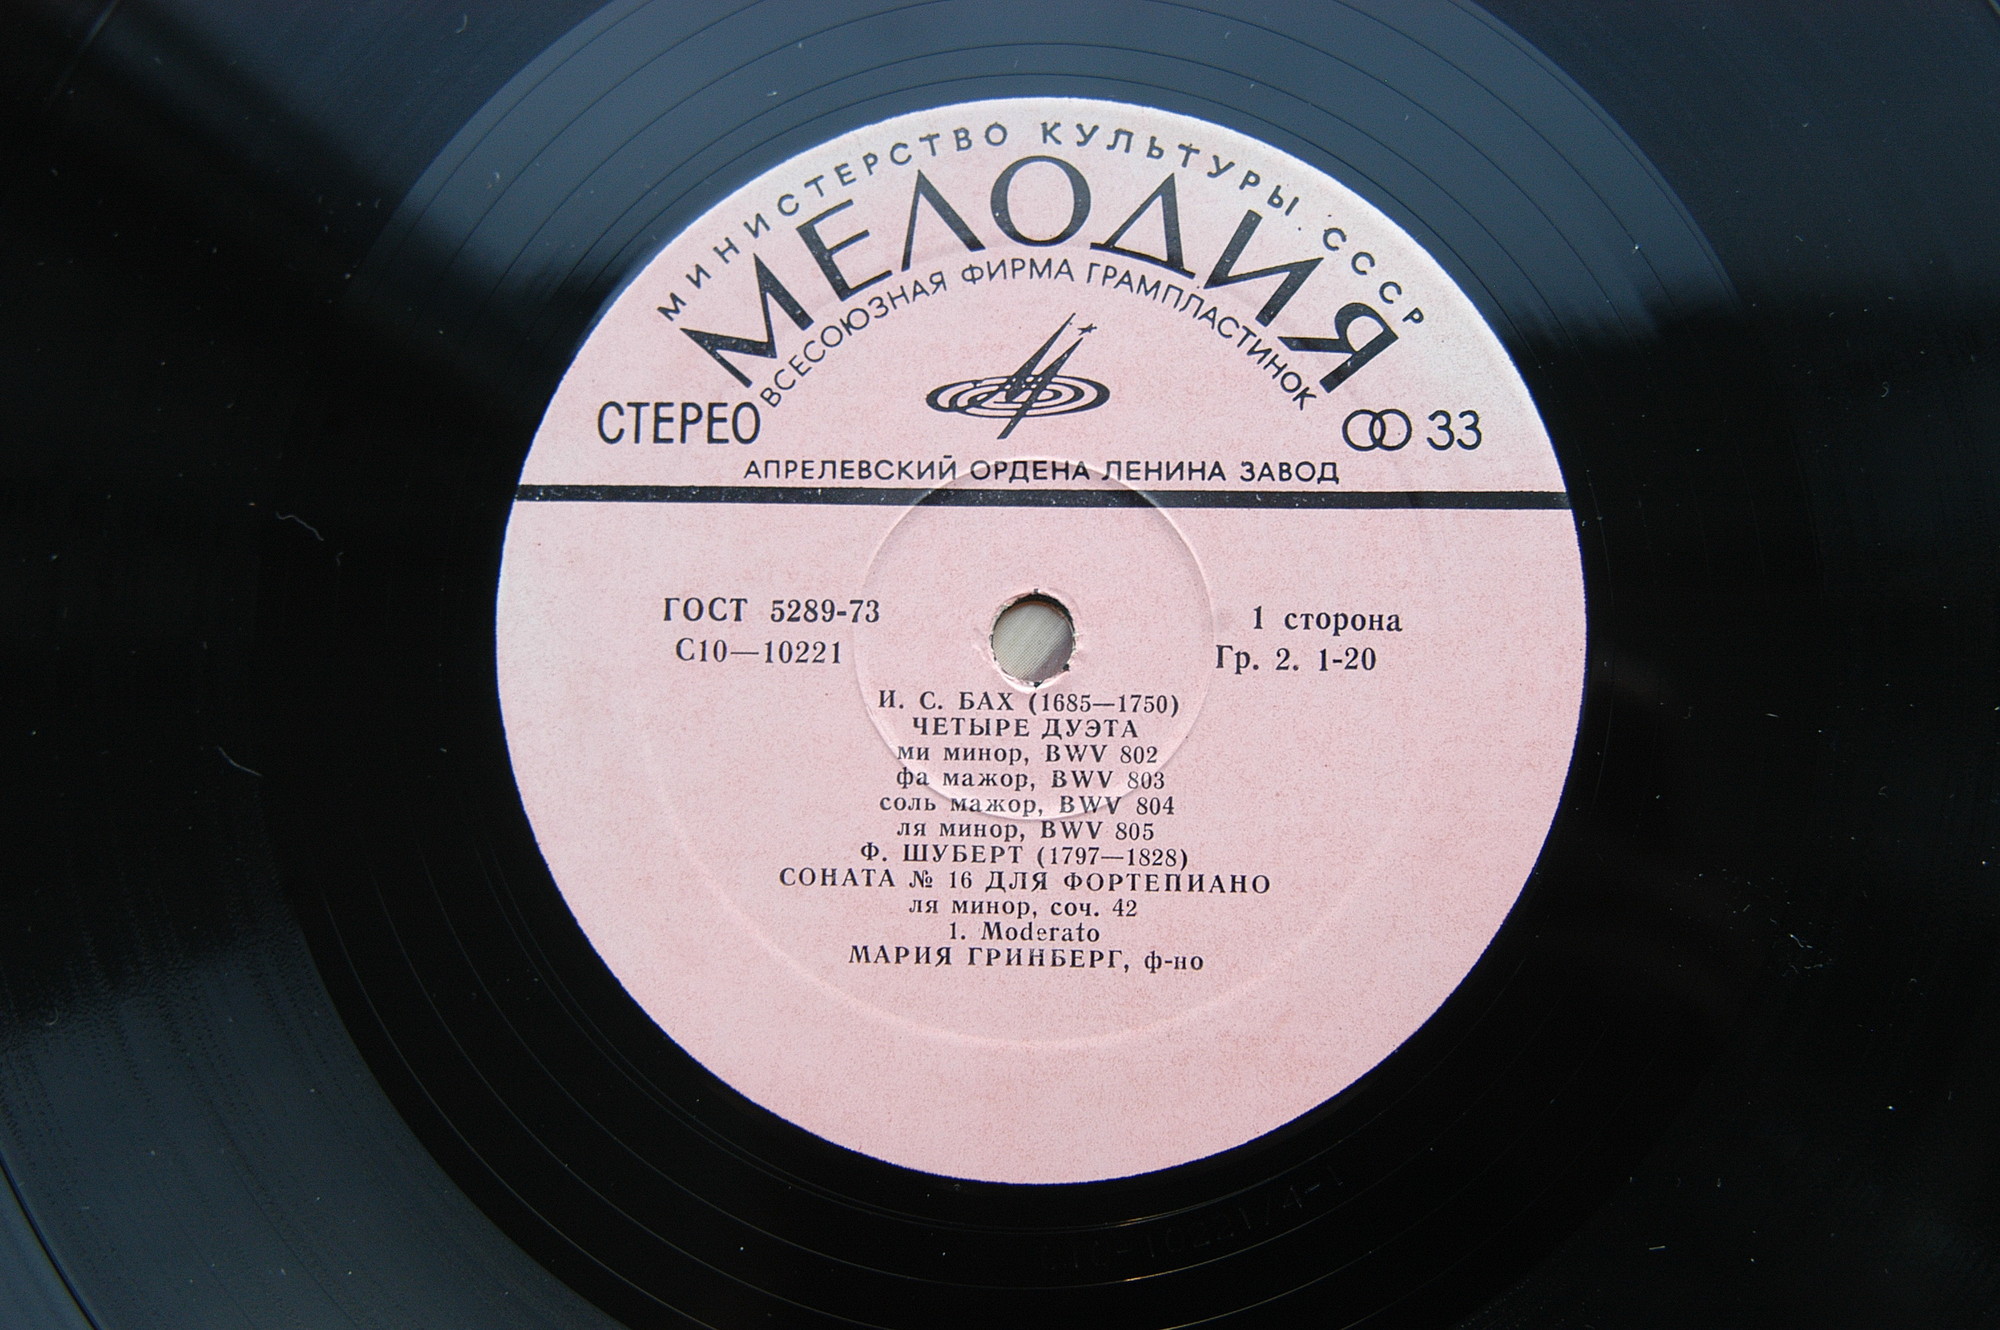 МИНИСТЕРСТВО КУЛЬТУРЫ СССР
МЕЛОДИЯ
ВСЕСОЮЗНАЯ ФИРМА ГРАМПЛАСТИНОК
СТЕРЕО
33
АПРЕЛЕВСКИЙ ОРДЕНА ЛЕНИНА ЗАВОД
ГОСТ 5289-73
С10—10221
1 сторона
Гр. 2. 1-20
И. С. БАХ (1685—1750)
ЧЕТЫРЕ ДУЭТА
ми минор, BWV 802
фа мажор, BWV 803
соль мажор, BWV 804
ля минор, BWV 805
Ф. ШУБЕРТ (1797—1828)
СОНАТА № 16 ДЛЯ ФОРТЕПИАНО
ля минор, соч. 42
1. Moderato
МАРИЯ ГРИНБЕРГ, ф-но